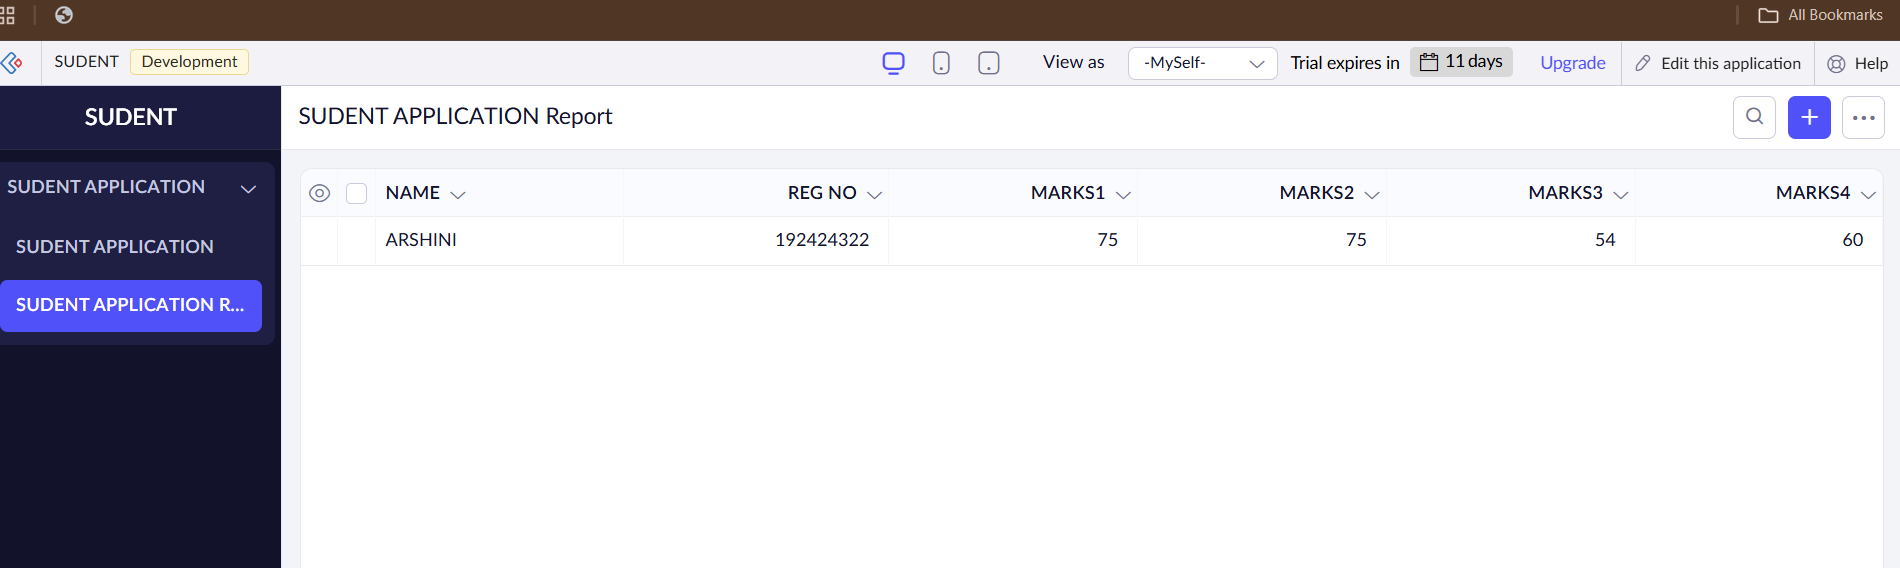 All Bookmarks
SUDENT Development View as -MySelf- Trial expires in 11 days Upgrade Edit this application Help
SUDENT
SUDENT APPLICATION Report
SUDENT APPLICATION
SUDENT APPLICATION
SUDENT APPLICATION R...
NAME REG NO MARKS1 MARKS2 MARKS3 MARKS4
ARSHINI 192424322 75 75 54 60